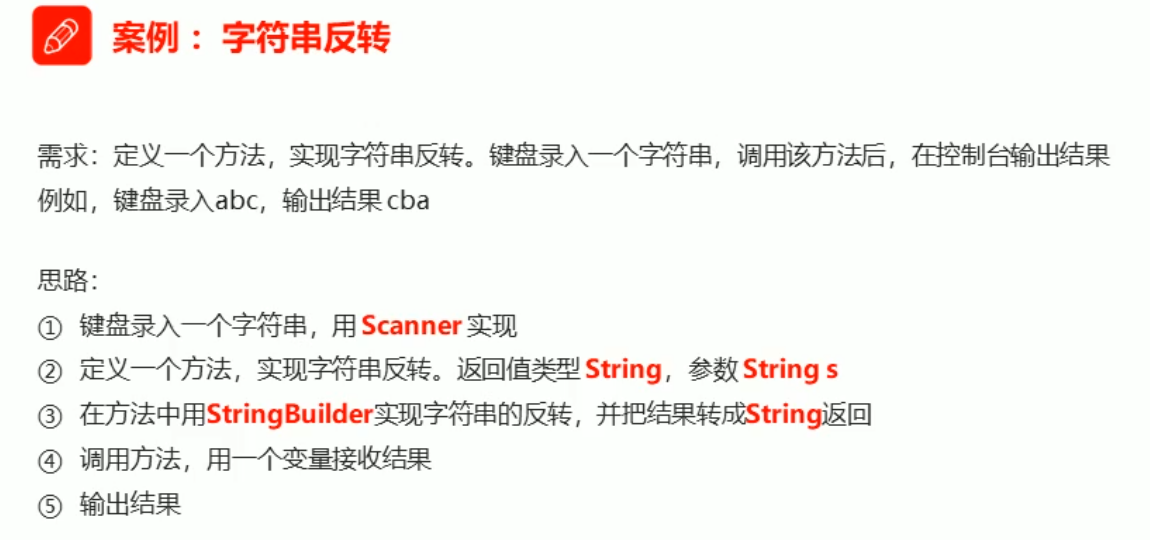 案例：字符串反转
需求：定义一个方法，实现字符串反转。键盘录入一个字符串，调用该方法后，在控制台输出结果
例如，键盘录入abc，输出结果 cba
思路：
① 键盘录入一个字符串，用 Scanner 实现
② 定义一个方法，实现字符串反转。返回值类型 String，参数 String s
③ 在方法中用StringBuilder实现字符串的反转，并把结果转成String返回
④ 调用方法，用一个变量接收结果
⑤ 输出结果